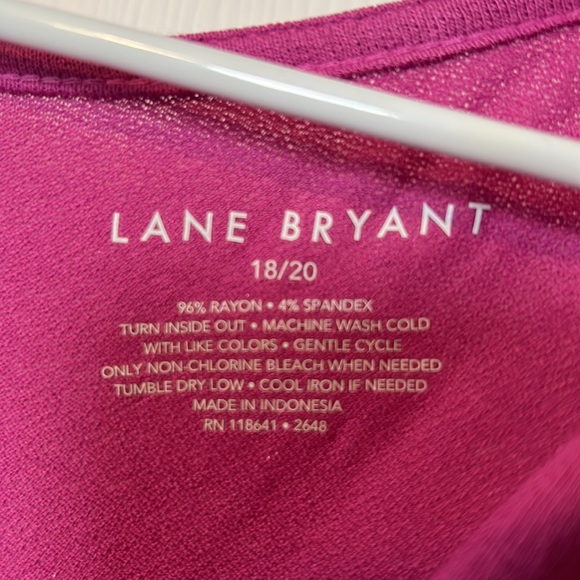 LANE BRYANT
18/20
96% RAYON • 4% SPANDEX
TURN INSIDE OUT • MACHINE WASH COLD
WITH LIKE COLORS • GENTLE CYCLE
ONLY NON-CHLORINE BLEACH WHEN NEEDED
TUMBLE DRY LOW • COOL IRON IF NEEDED
MADE IN INDONESIA
RN 118641 • 2648